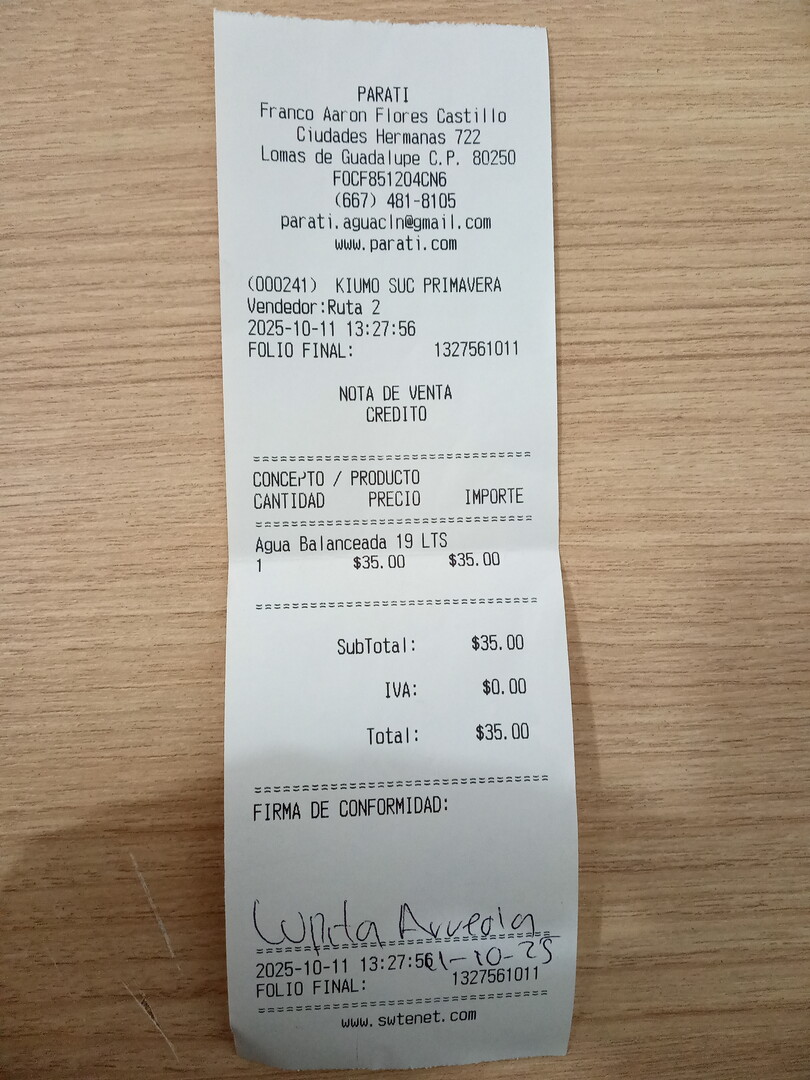 PARATI
Franco Aaron Flores Castillo
Ciudades Hermanas 722
Lomas de Guadalupe C.P. 80250
FOCF851204CN6
(667) 481-8105
parati.aguacln@gmail.com
www.parati.com
(000241) KIUMO SUC PRIMAVERA
Vendedor:Ruta 2
2025-10-11 13:27:56
FOLIO FINAL: 1327561011
NOTA DE VENTA
CREDITO
CONCEPTO / PRODUCTO
CANTIDAD PRECIO IMPORTE
Agua Balanceada 19 LTS
1 $35.00 $35.00
SubTotal: $35.00
IVA: $0.00
Total: $35.00
FIRMA DE CONFORMIDAD:
2025-10-11 13:27:56
FOLIO FINAL: 1327561011
www.swtenet.com